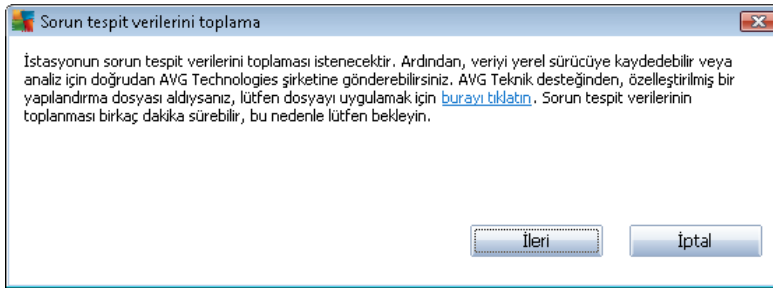 Sorun tespit verilerini toplama
İstasyonun sorun tespit verilerini toplaması istenecektir. Ardından, veriyi yerel sürücüye kaydedebilir veya
analiz için doğrudan AVG Technologies şirketine gönderebilirsiniz. AVG Teknik desteğinden, özelleştirilmiş bir
yapılandırma dosyası aldıysanız, lütfen dosyayı uygulamak için burayı tıklatın. Sorun tespit verilerinin
toplanması birkaç dakika sürebilir, bu nedenle lütfen bekleyin.
İleri
İptal